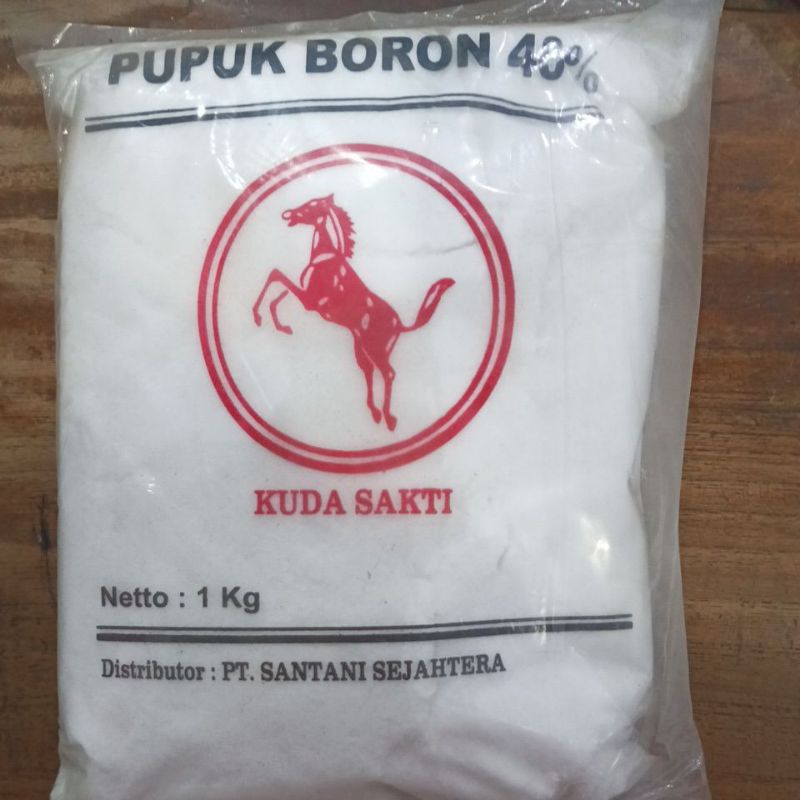 PUPUK BORON 48%
KUDA SAKTI
Netto : 1 Kg
Distributor : PT. SANTANI SEJAHTERA